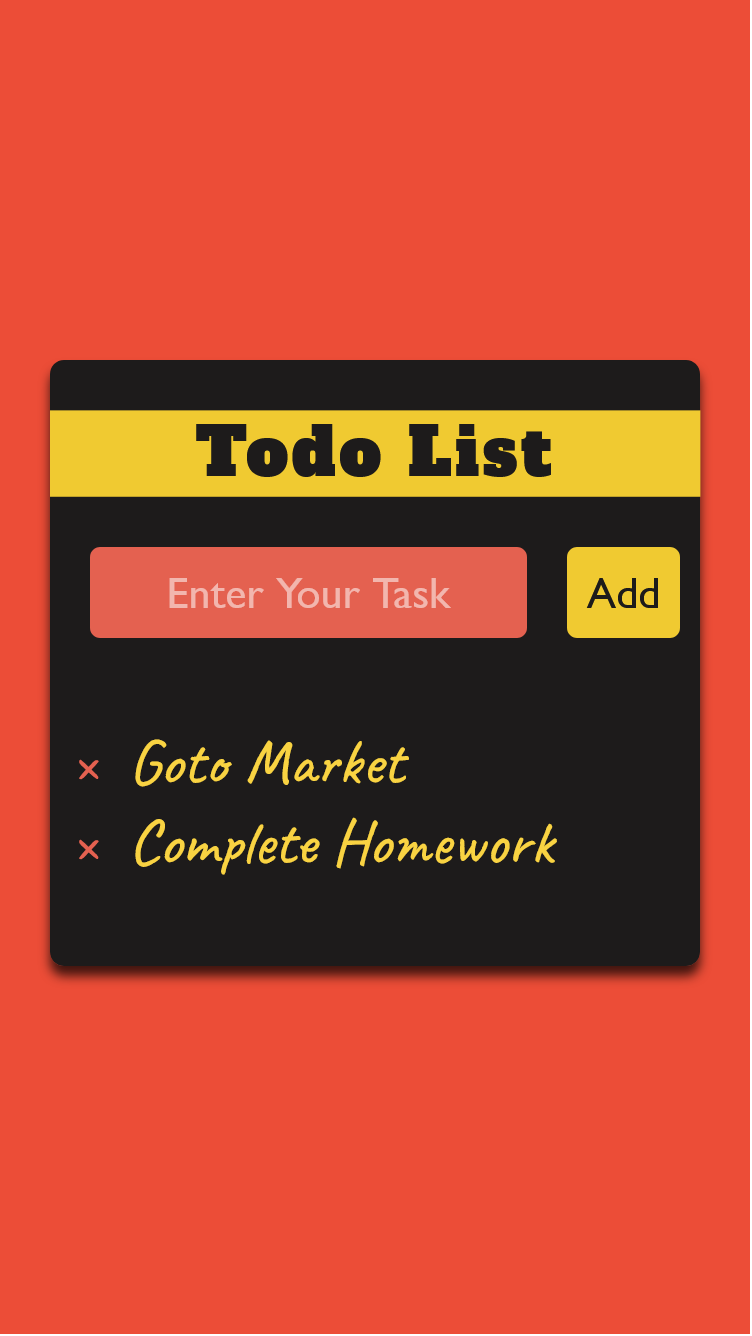 Todo List
Enter Your Task
Add
× Goto Market
× Complete Homework